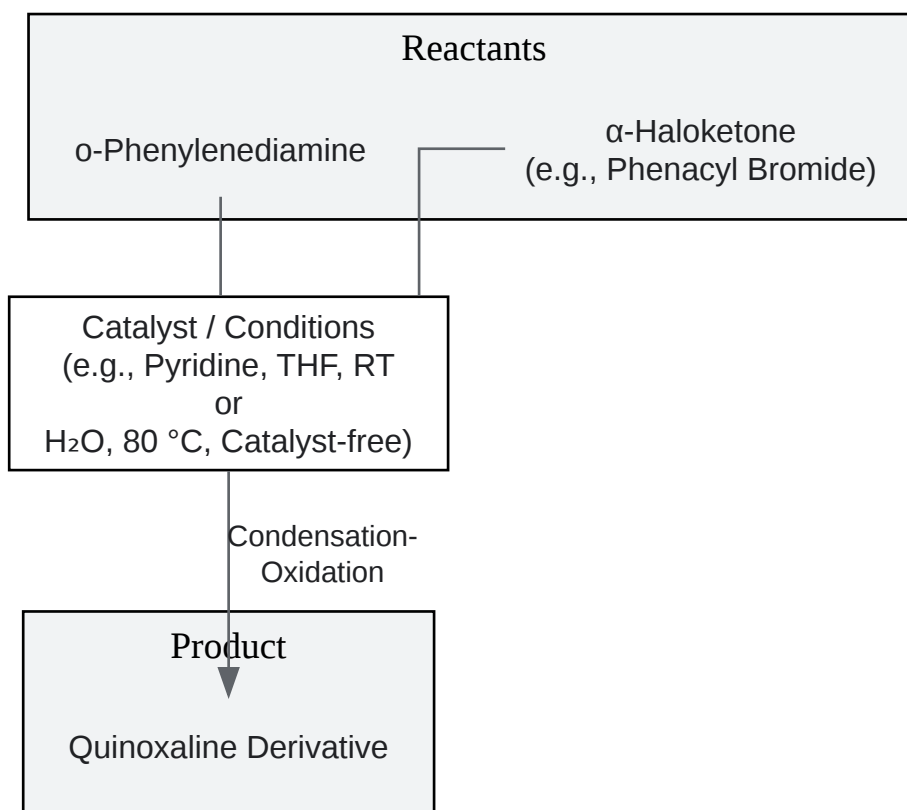 Reactants
o-Phenylenediamine
α-Haloketone
(e.g., Phenacyl Bromide)
Catalyst / Conditions
(e.g., Pyridine, THF, RT
or
H₂O, 80 °C, Catalyst-free)
Condensation-
Oxidation
Product
Quinoxaline Derivative